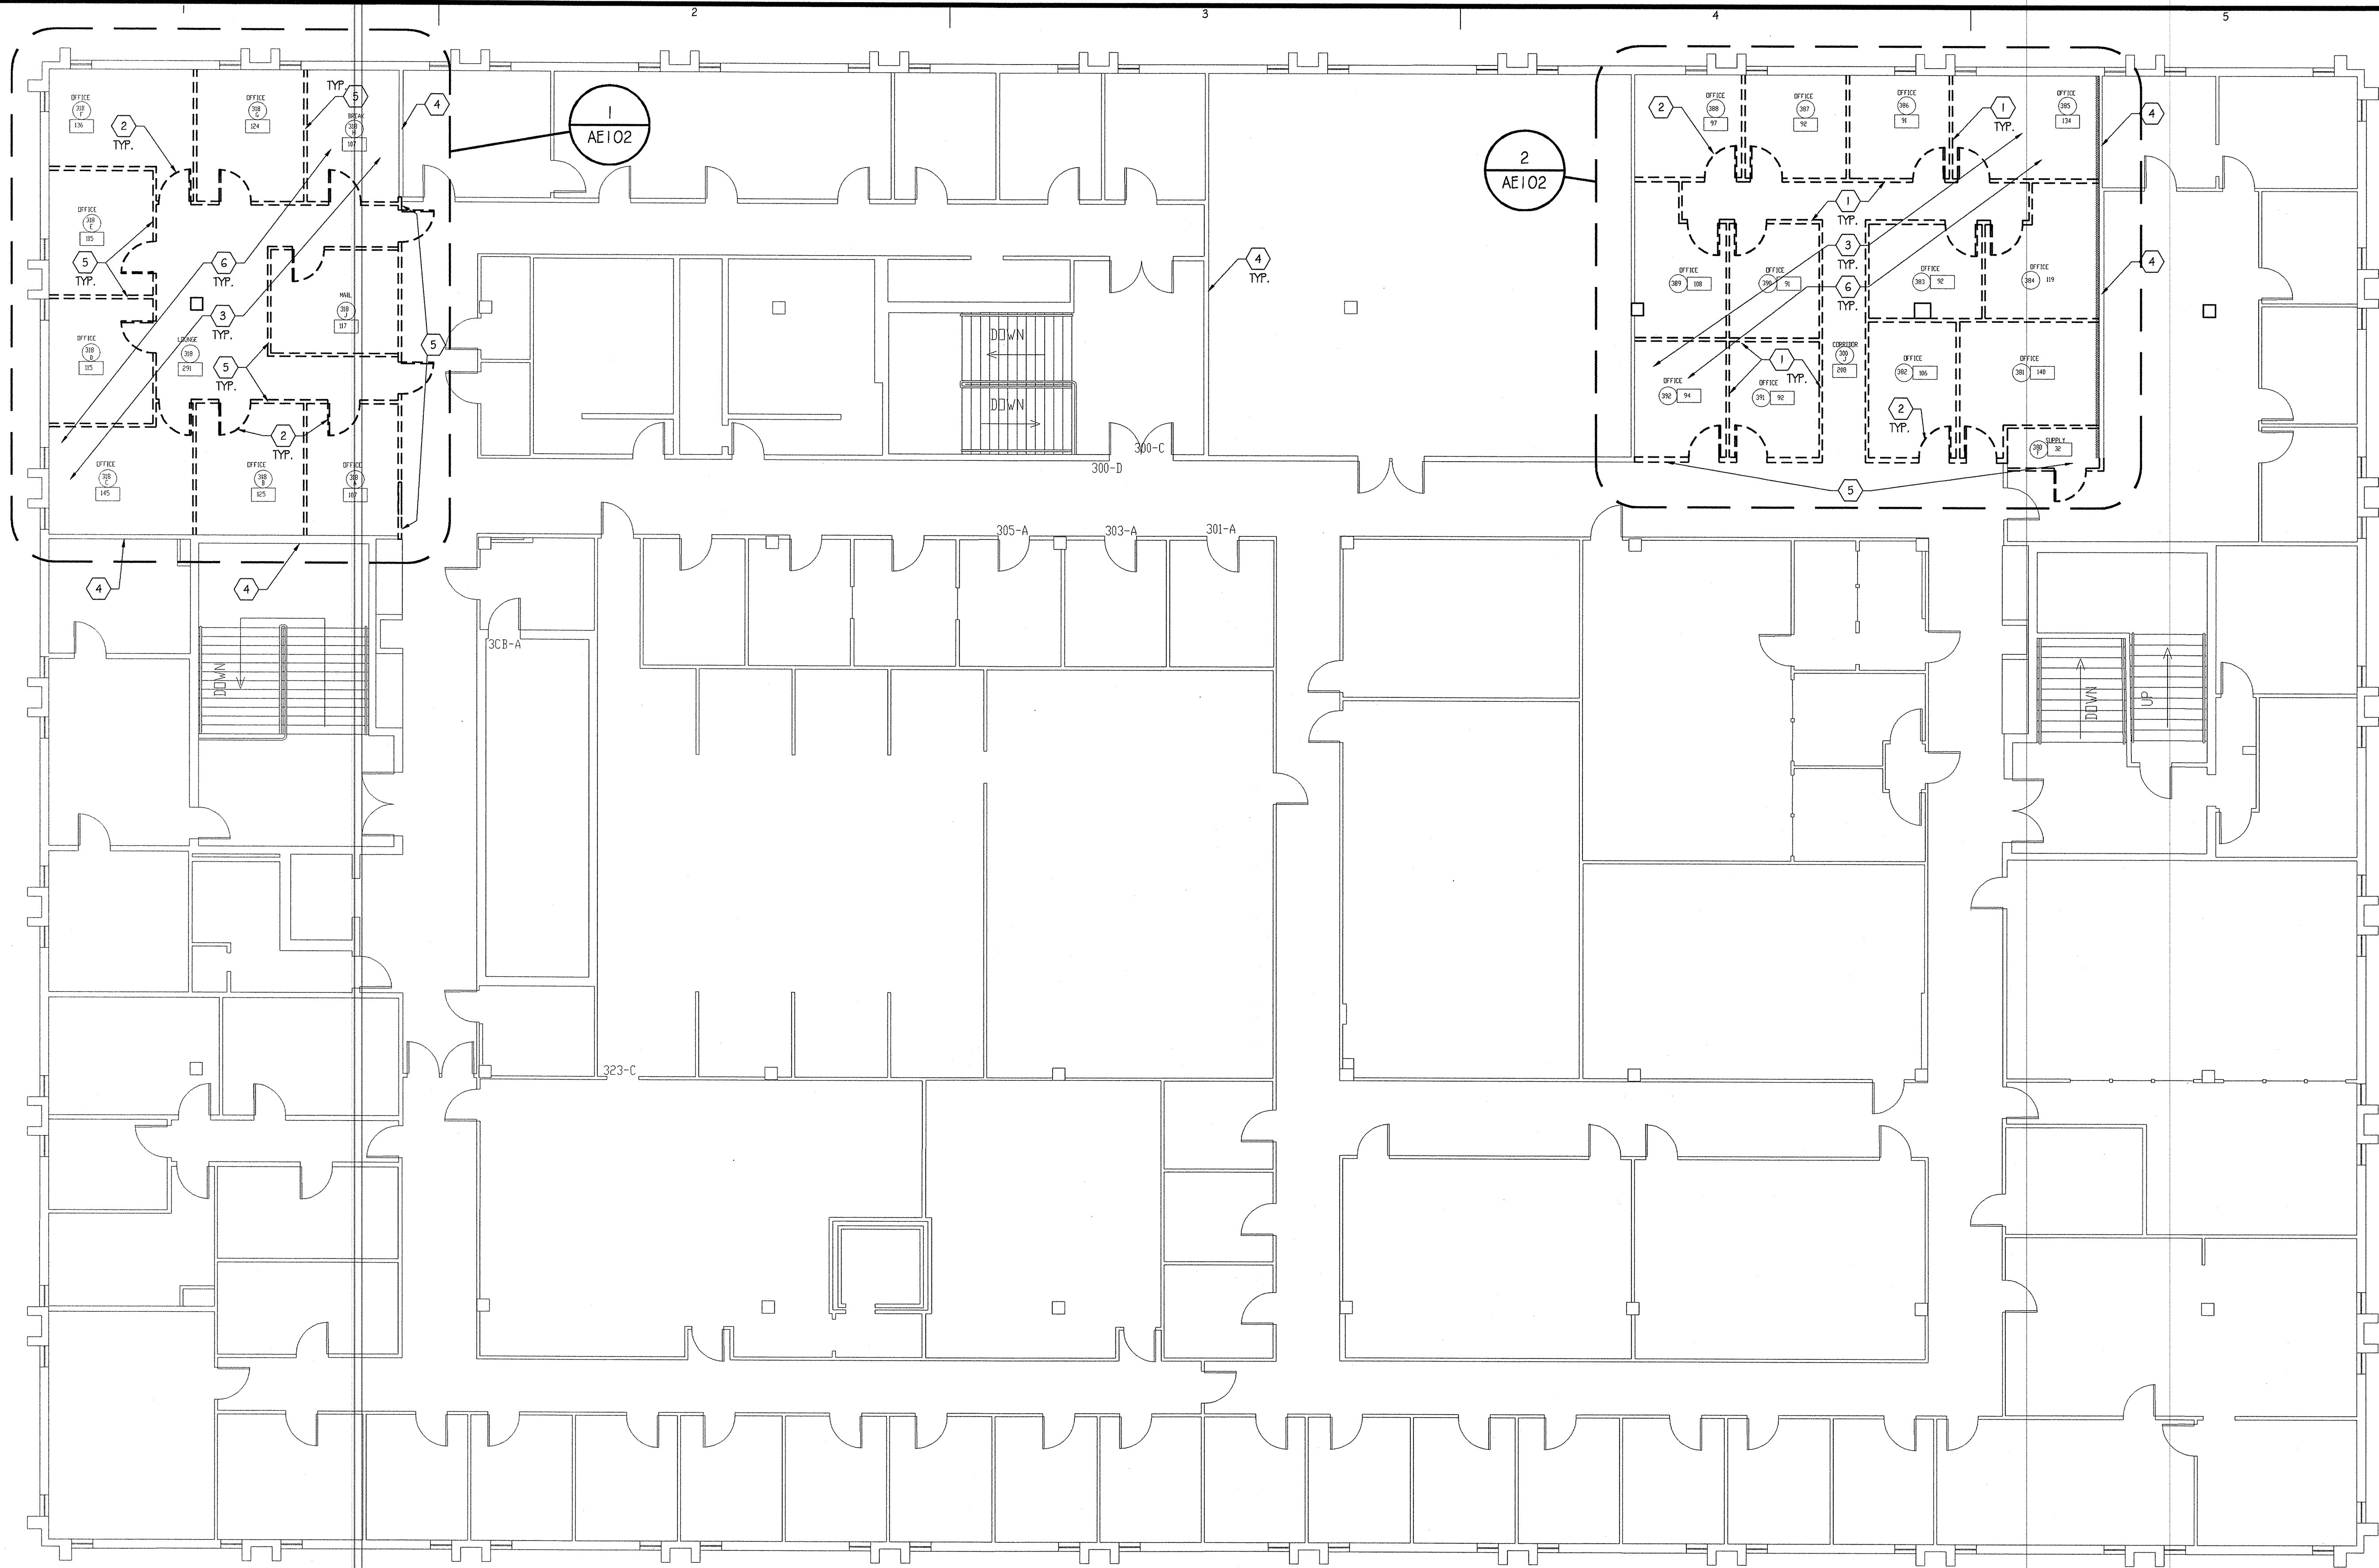 2
3
4
5
OFFICE
310
F
136
2
TYP.
OFFICE
318
G
124
TYP.
5
BREAK
318
H
107
4
1
AE102
OFFICE
318
E
115
5
TYP.
6
TYP.
3
TYP.
MAIL
318
J
117
5
OFFICE
318
D
115
LOUNGE
318
291
5
TYP.
2
TYP.
OFFICE
318
C
145
OFFICE
318
B
125
OFFICE
318
A
107
4
4
2
AE102
2
OFFICE
388
97
OFFICE
387
92
OFFICE
386
91
1
TYP.
OFFICE
385
134
4
1
TYP.
3
TYP.
6
TYP.
4
TYP.
4
OFFICE
389 108
OFFICE
390 91
OFFICE
383 92
OFFICE
384 119
1
TYP.
CORRIDOR
300
J
208
OFFICE
382 106
OFFICE
381 140
OFFICE
392 94
OFFICE
391 92
2
TYP.
SUPPLY
380
F
32
5
DOWN
DOWN
300-C
300-D
305-A
303-A
301-A
3CB-A
DOWN
DOWN
UP
323-C